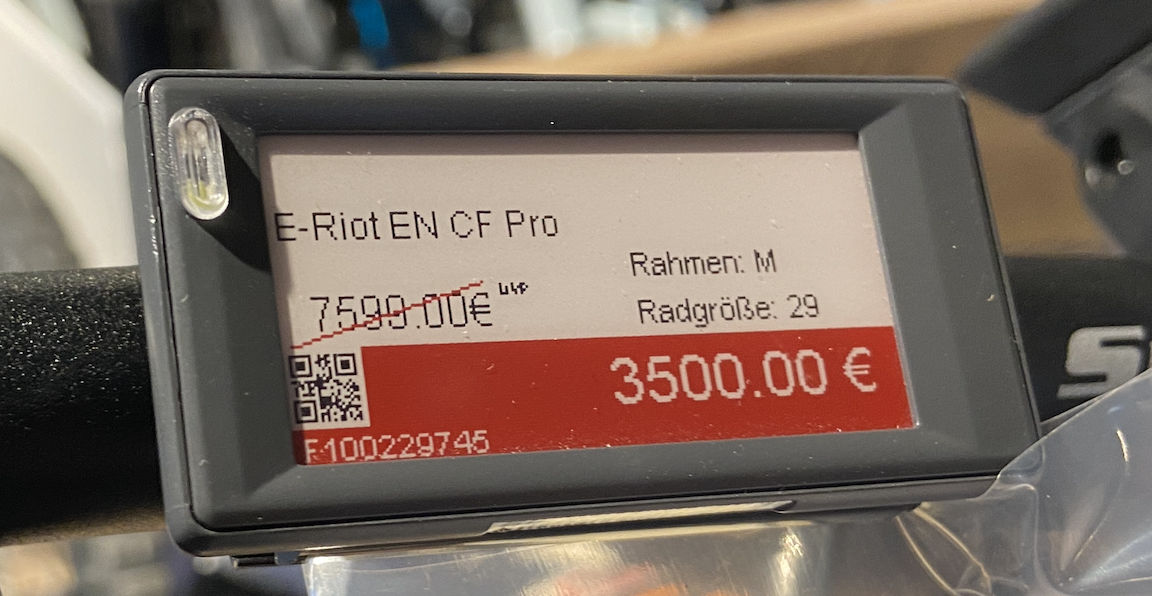 E-Riot EN CF Pro
Rahmen: M
7599.00€ UVP
Radgröße: 29
3500.00 €
F100229745